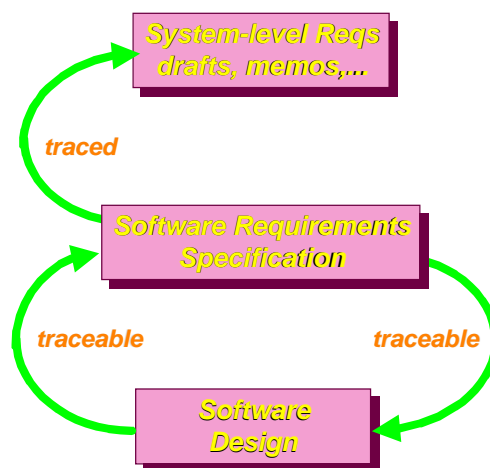 System-level Reqs
drafts, memos,...
traced
Software Requirements
Specification
traceable
traceable
Software
Design